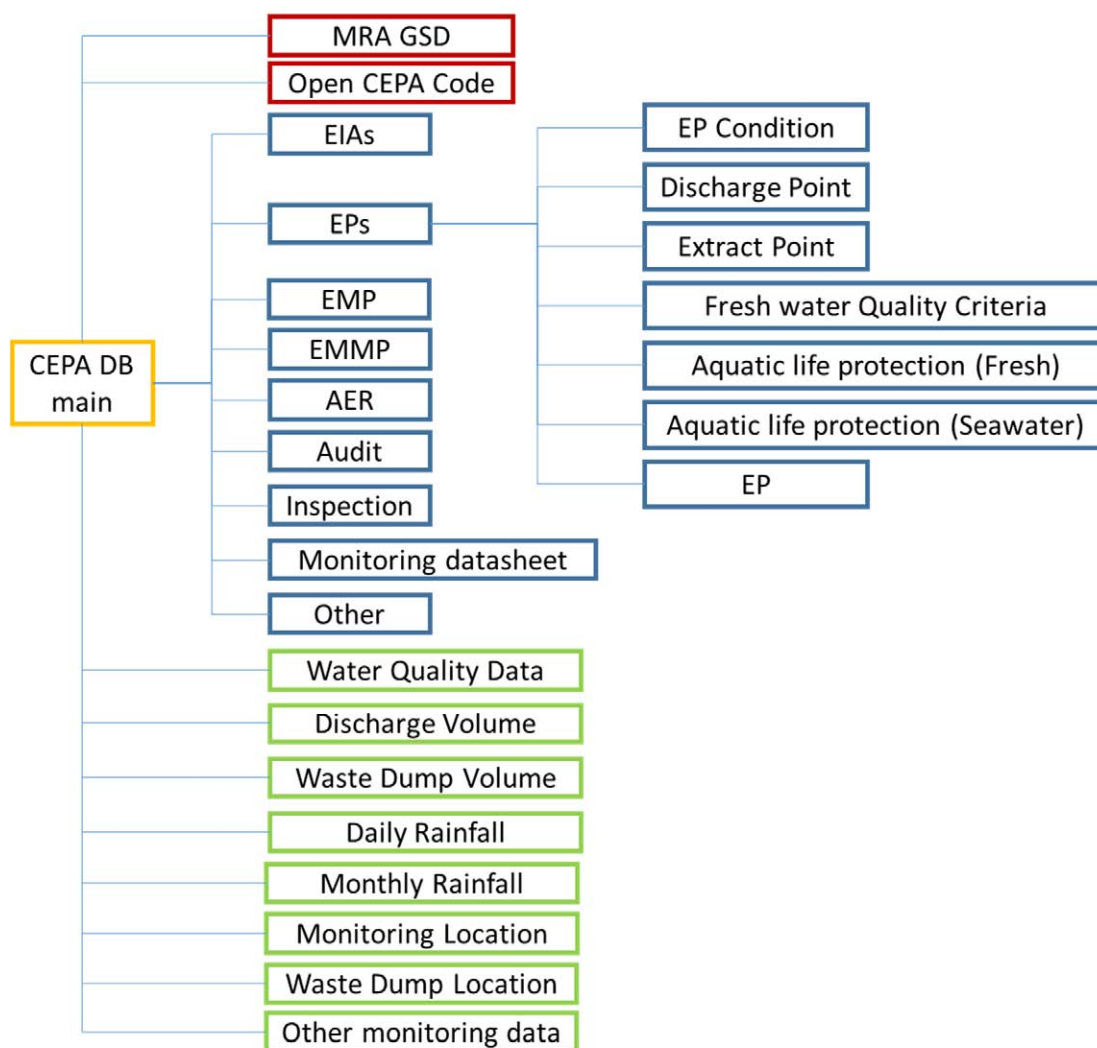 MRA GSD
Open CEPA Code
EIAs
EPs
EMP
EMMP
AER
Audit
Inspection
Monitoring datasheet
Other
CEPA DB
main
EP Condition
Discharge Point
Extract Point
Fresh water Quality Criteria
Aquatic life protection (Fresh)
Aquatic life protection (Seawater)
EP
Water Quality Data
Discharge Volume
Waste Dump Volume
Daily Rainfall
Monthly Rainfall
Monitoring Location
Waste Dump Location
Other monitoring data